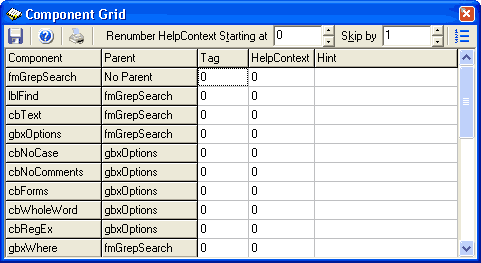 Component Grid
Renumber HelpContext Starting at 0 Skip by 1
Component Parent Tag HelpContext Hint
fmGrepSearch No Parent 0 0
lblFind fmGrepSearch 0 0
cbText fmGrepSearch 0 0
gbxOptions fmGrepSearch 0 0
cbNoCase gbxOptions 0 0
cbNoComments gbxOptions 0 0
cbForms gbxOptions 0 0
cbWholeWord gbxOptions 0 0
cbRegEx gbxOptions 0 0
gbxWhere fmGrepSearch 0 0